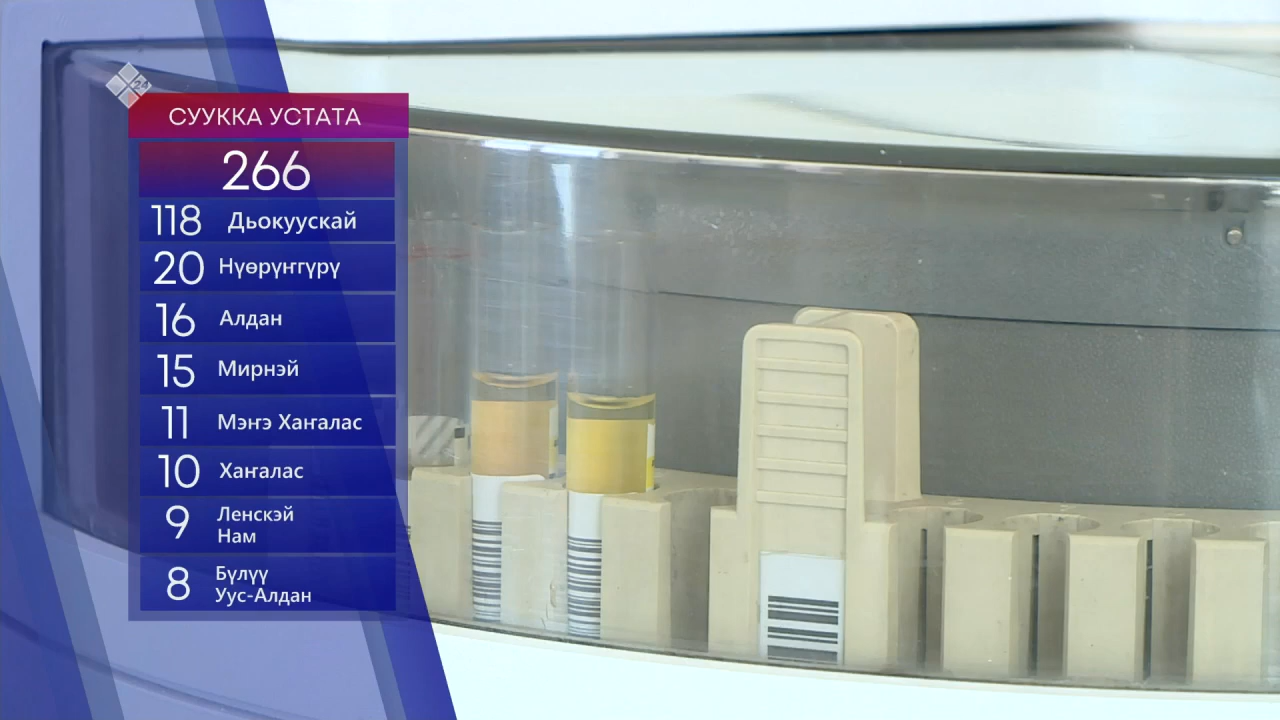 24
СУУККА УСТАТА
266
118 Дьокуускай
20 Нүөрүҥгүрү
16 Алдан
15 Мирнэй
11 Мэҥэ Хаҥалас
10 Хаҥалас
9 Ленскэй
Нам
8 Бүлүү
Уус-Алдан